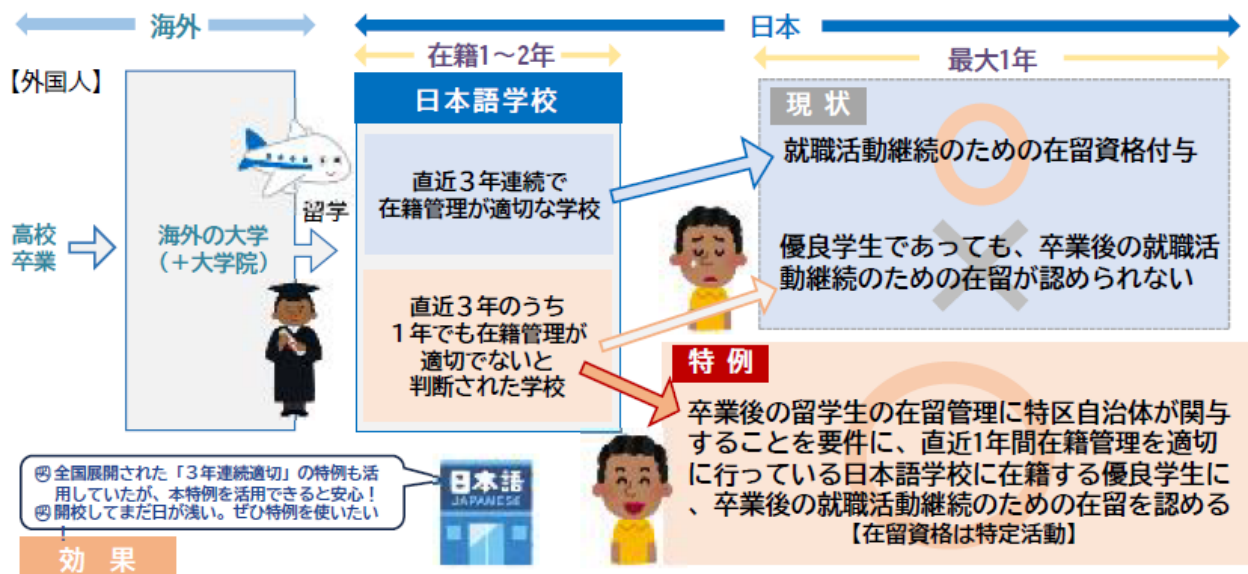 海外
日本
在籍1～2年
最大1年
【外国人】
日本語学校
現 状
就職活動継続のための在留資格付与
直近３年連続で
在籍管理が適切な学校
留学
高校
卒業
海外の大学
（＋大学院）
優良学生であっても、卒業後の就職活
動継続のための在留が認められない
直近３年のうち
１年でも在籍管理が
適切でないと
判断された学校
特 例
卒業後の留学生の在留管理に特区自治体が関与
することを要件に、直近1年間在籍管理を適切
に行っている日本語学校に在籍する優良学生に
、卒業後の就職活動継続のための在留を認める
【在留資格は特定活動】
全国展開された「３年連続適切」の特例も活
用していたが、本特例を活用できると安心！
開校してまだ日が浅い。ぜひ特例を使いたい
！
日本語
JAPANESE
効 果